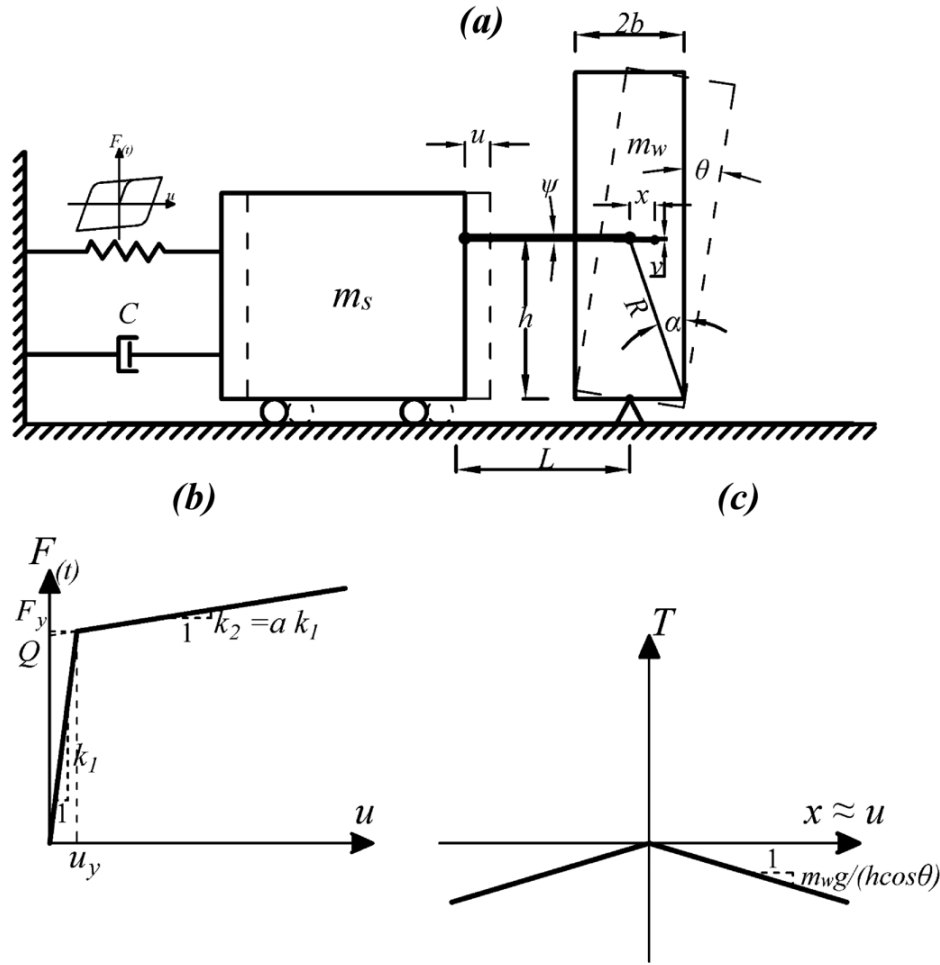 (a)
2b
u
F(t)
u
m_w
θ
ψ
x
y
C
m_s
h
R
α
L
(b)
(c)
F(t)
F_y
Q
1
k_2 =a k_1
k_1
1
u
u_y
T
x ≈ u
1
m_wg/(hcosθ)